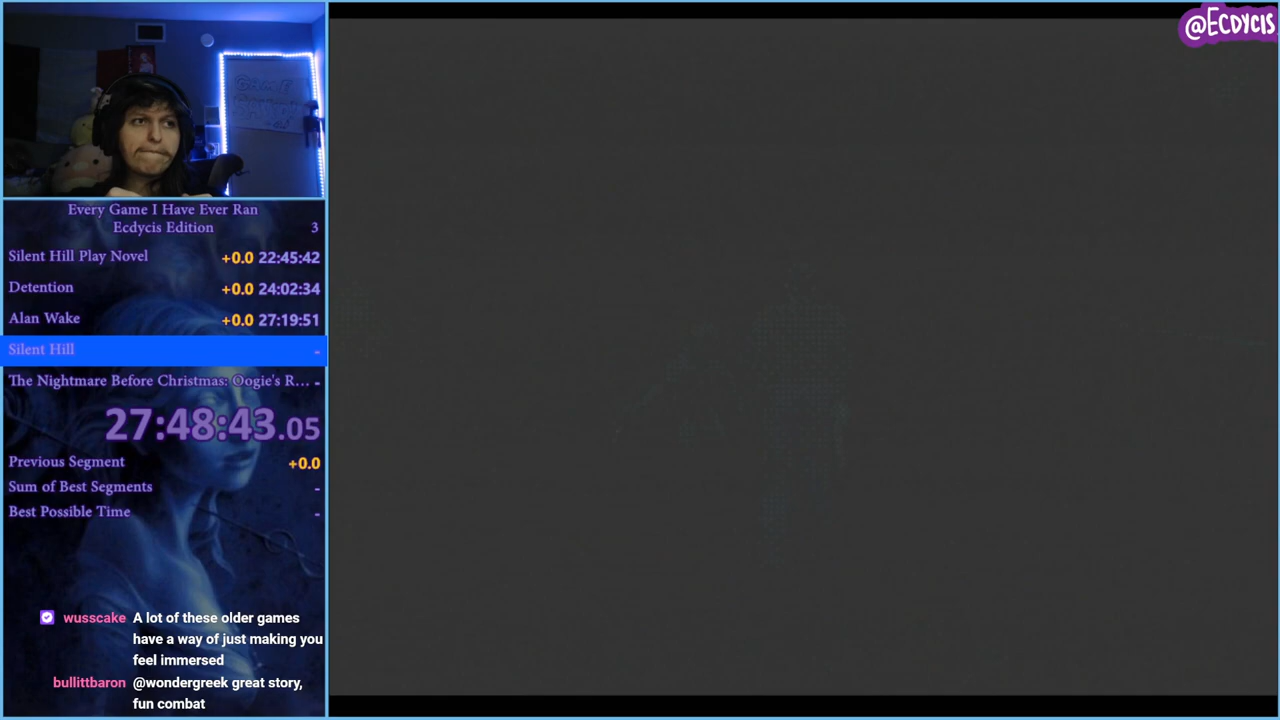 @ECDYCIS
GAME
Every Game I Have Ever Ran
Ecdycis Edition 3
Silent Hill Play Novel +0.0 22:45:42
Detention +0.0 24:02:34
Alan Wake +0.0 27:19:51
Silent Hill -
The Nightmare Before Christmas: Oogie's R... -
27:48:43.05
Previous Segment +0.0
Sum of Best Segments -
Best Possible Time -
wusscake A lot of these older games
have a way of just making you
feel immersed
bullittbaron @wondergreek great story,
fun combat